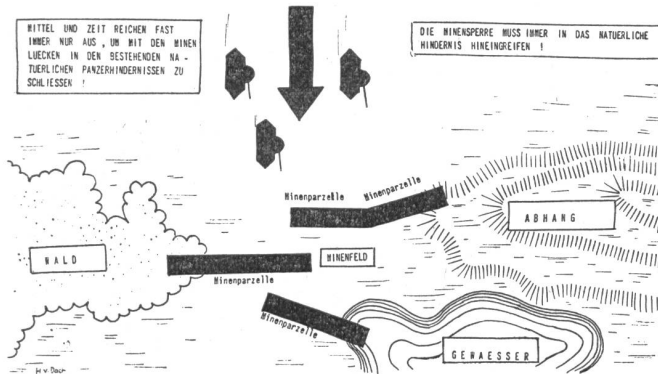 MITTEL UND ZEIT REICHEN FAST
IMMER NUR AUS, UM MIT DEN MINEN
LUECKEN IN DEN BESTEHENDEN NA-
TUERLICHEN PANZERHINDERNISSEN ZU
SCHLIESSEN !
DIE MINENSPERRE MUSS IMMER IN DAS NATUERLICHE
HINDERNIS HINEINGREIFEN !
Minenparzelle
Minenparzelle
ABHANG
WALD
MINENFELD
Minenparzelle
Minenparzelle
GEWAESSER
H.v.Dach